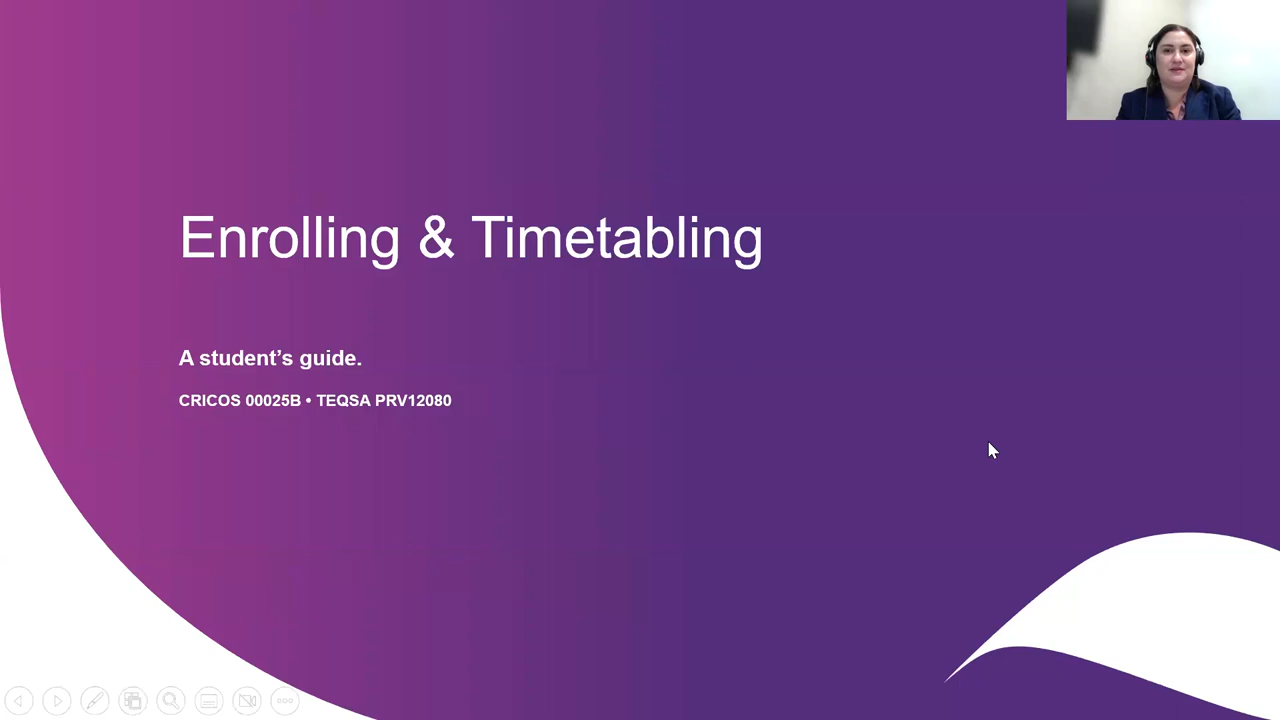 Enrolling & Timetabling
A student’s guide.
CRICOS 00025B • TEQSA PRV12080